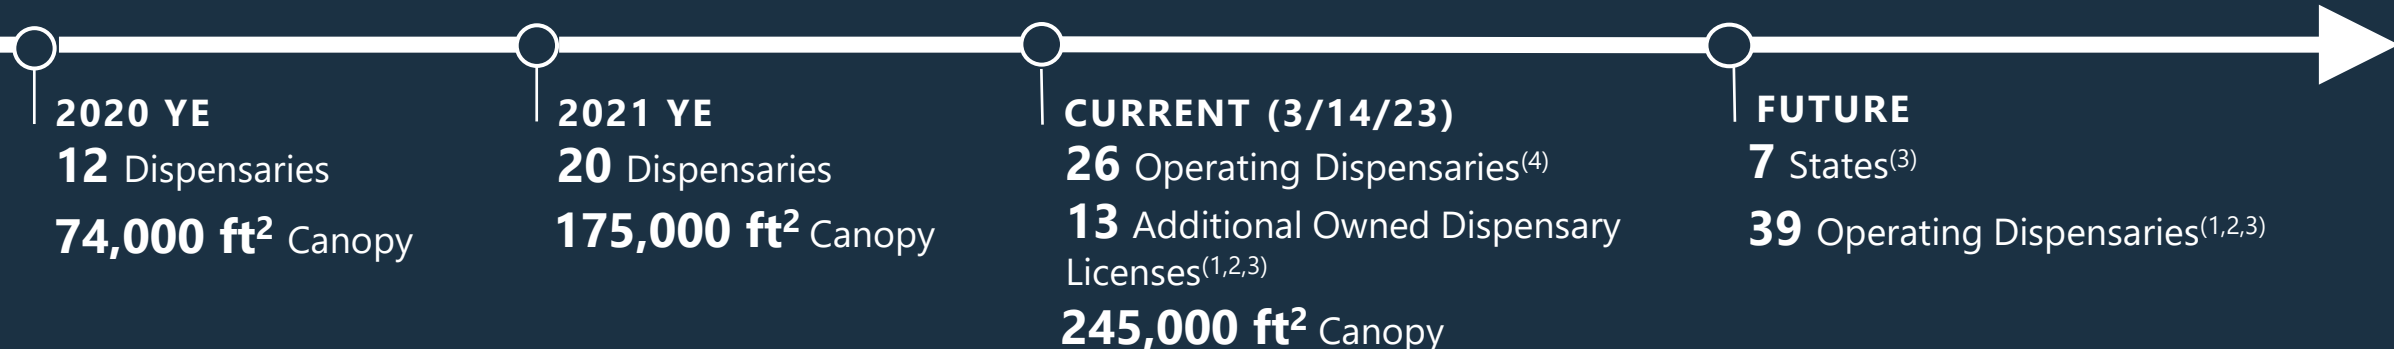 2020 YE
12 Dispensaries
74,000 ft² Canopy
2021 YE
20 Dispensaries
175,000 ft² Canopy
CURRENT (3/14/23)
26 Operating Dispensaries(4)
13 Additional Owned Dispensary
Licenses(1,2,3)
245,000 ft² Canopy
FUTURE
7 States(3)
39 Operating Dispensaries(1,2,3)